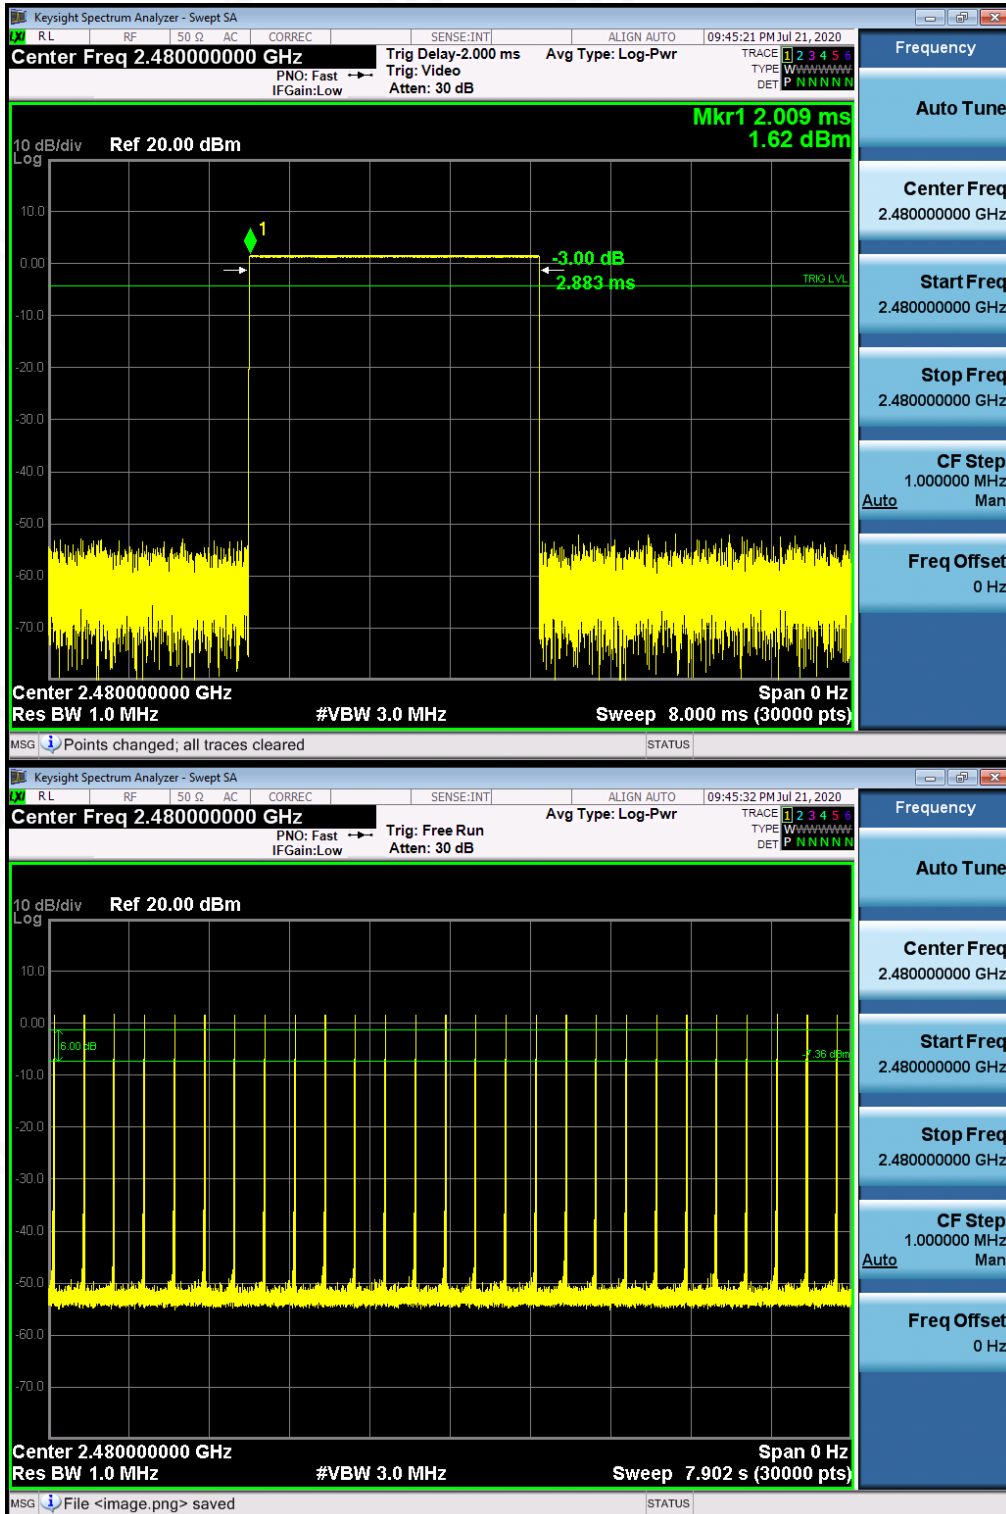 Keysight Spectrum Analyzer - Swept SA
LXI RL RF 50 Ω AC CORREC SENSE:INT ALIGN AUTO 09:45:21 PM Jul 21, 2020
Center Freq 2.480000000 GHz Trig Delay-2.000 ms Avg Type: Log-Pwr TRACE 1 2 3 4 5 6
PNO: Fast Trig: Video TYPE WWWWWW
IFGain:Low Atten: 30 dB DET P N N N N N
Mkr1 2.009 ms
1.62 dBm
10 dB/div Ref 20.00 dBm
Log
10.0
1
0.00
-3.00 dB
2.883 ms
TRIG LVL
-10.0
-20.0
-30.0
-40.0
-50.0
-60.0
-70.0
Center 2.480000000 GHz Span 0 Hz
Res BW 1.0 MHz #VBW 3.0 MHz Sweep 8.000 ms (30000 pts)
MSG Points changed; all traces cleared STATUS
Frequency
Auto Tune
Center Freq
2.480000000 GHz
Start Freq
2.480000000 GHz
Stop Freq
2.480000000 GHz
CF Step
1.000000 MHz
Auto Man
Freq Offset
0 Hz
Keysight Spectrum Analyzer - Swept SA
LXI RL RF 50 Ω AC CORREC SENSE:INT ALIGN AUTO 09:45:32 PM Jul 21, 2020
Center Freq 2.480000000 GHz Avg Type: Log-Pwr TRACE 1 2 3 4 5 6
PNO: Fast Trig: Free Run TYPE WWWWWW
IFGain:Low Atten: 30 dB DET P N N N N N
10 dB/div Ref 20.00 dBm
Log
10.0
0.00
6.00 dB
-7.36 dBm
-10.0
-20.0
-30.0
-40.0
-50.0
-60.0
-70.0
Center 2.480000000 GHz Span 0 Hz
Res BW 1.0 MHz #VBW 3.0 MHz Sweep 7.902 s (30000 pts)
MSG File <image.png> saved STATUS
Frequency
Auto Tune
Center Freq
2.480000000 GHz
Start Freq
2.480000000 GHz
Stop Freq
2.480000000 GHz
CF Step
1.000000 MHz
Auto Man
Freq Offset
0 Hz